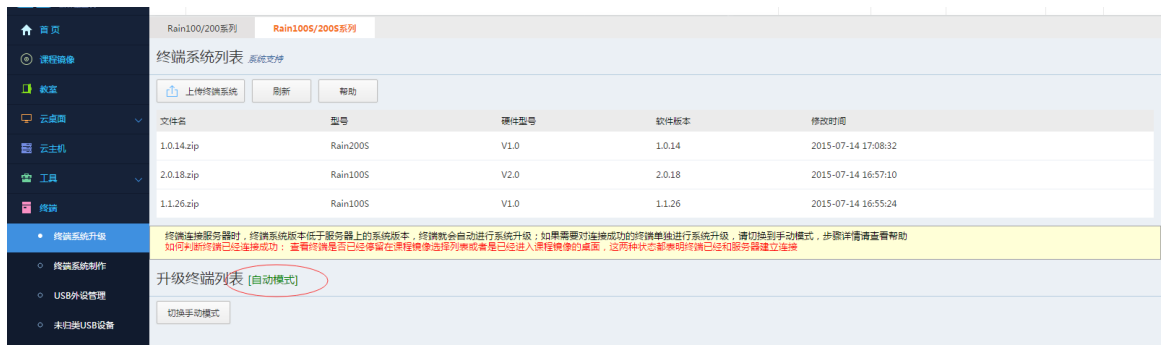 首页
课程镜像
教室
云桌面
云主机
工具
终端
终端系统升级
终端系统制作
USB外设管理
未归类USB设备
Rain100/200系列 Rain100S/200S系列
终端系统列表 系统支持
上传终端系统 刷新 帮助
文件名 型号 硬件型号 软件版本 修改时间
1.0.14.zip Rain200S V1.0 1.0.14 2015-07-14 17:08:32
2.0.18.zip Rain100S V2.0 2.0.18 2015-07-14 16:57:10
1.1.26.zip Rain100S V1.0 1.1.26 2015-07-14 16:55:24
终端连接服务器时，终端系统版本低于服务器上的系统版本，终端就会自动进行系统升级；如果需要对连接成功的终端单独进行系统升级，请切换到手动模式，步骤详情请查看帮助
如何判断终端已经连接成功： 查看终端是否已经停留在课程镜像选择列表或者是已经进入课程镜像的桌面，这两种状态都表明终端已经和服务器建立连接
升级终端列表 [自动模式]
切换手动模式